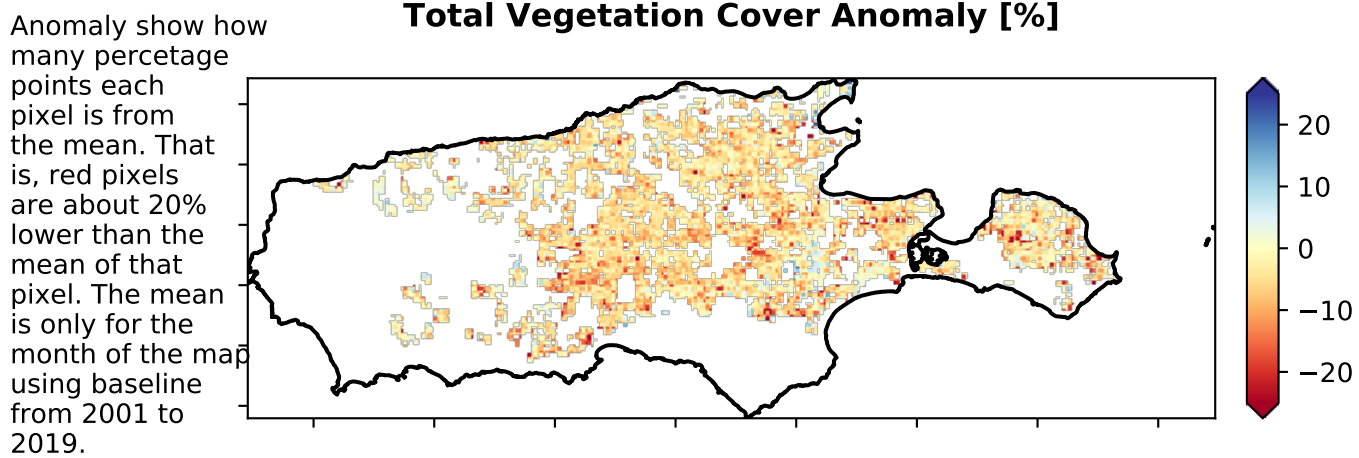 Total Vegetation Cover Anomaly [%]
Anomaly show how
many percetage
points each
pixel is from
the mean. That
is, red pixels
are about 20%
lower than the
mean of that
pixel. The mean
is only for the
month of the map
using baseline
from 2001 to
2019.
20
10
0
−10
−20